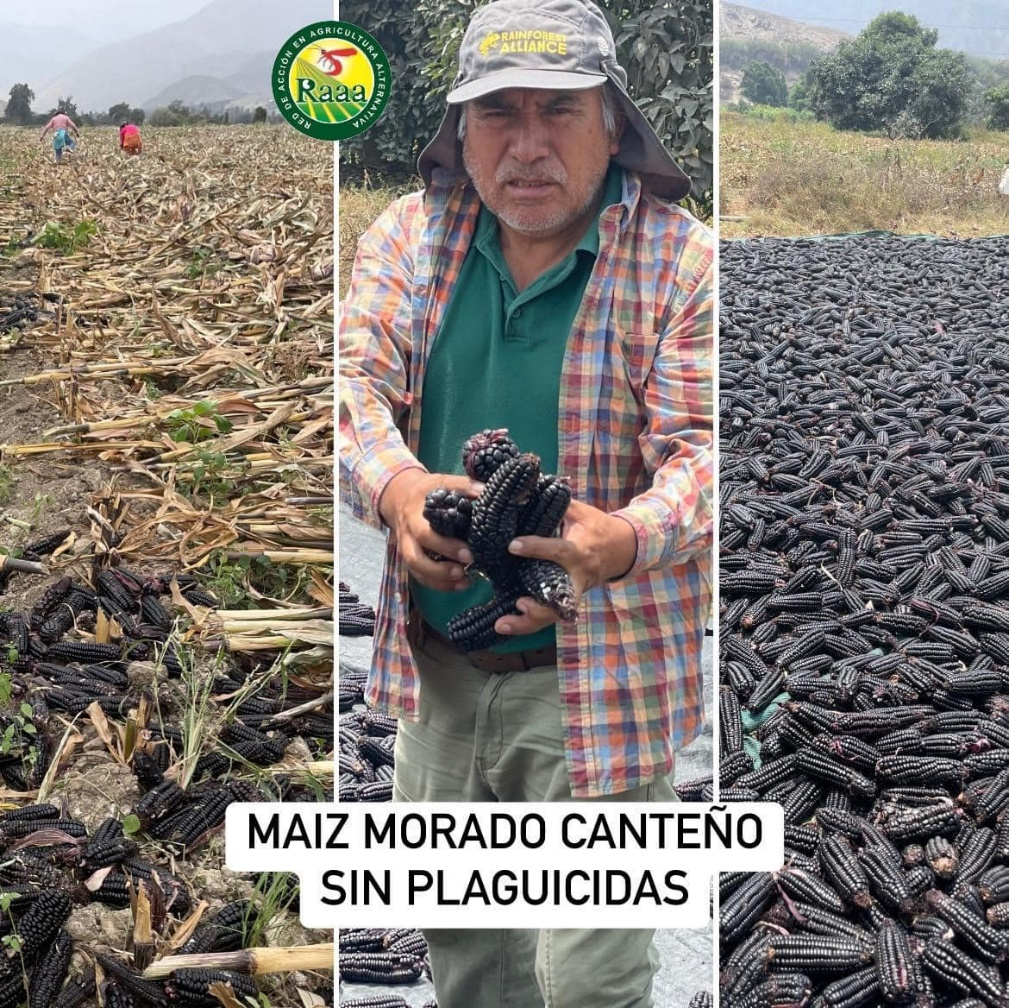 RED DE ACCIÓN EN AGRICULTURA ALTERNATIVA
Raaa
RAINFOREST
ALLIANCE
MAIZ MORADO CANTEÑO
SIN PLAGUICIDAS